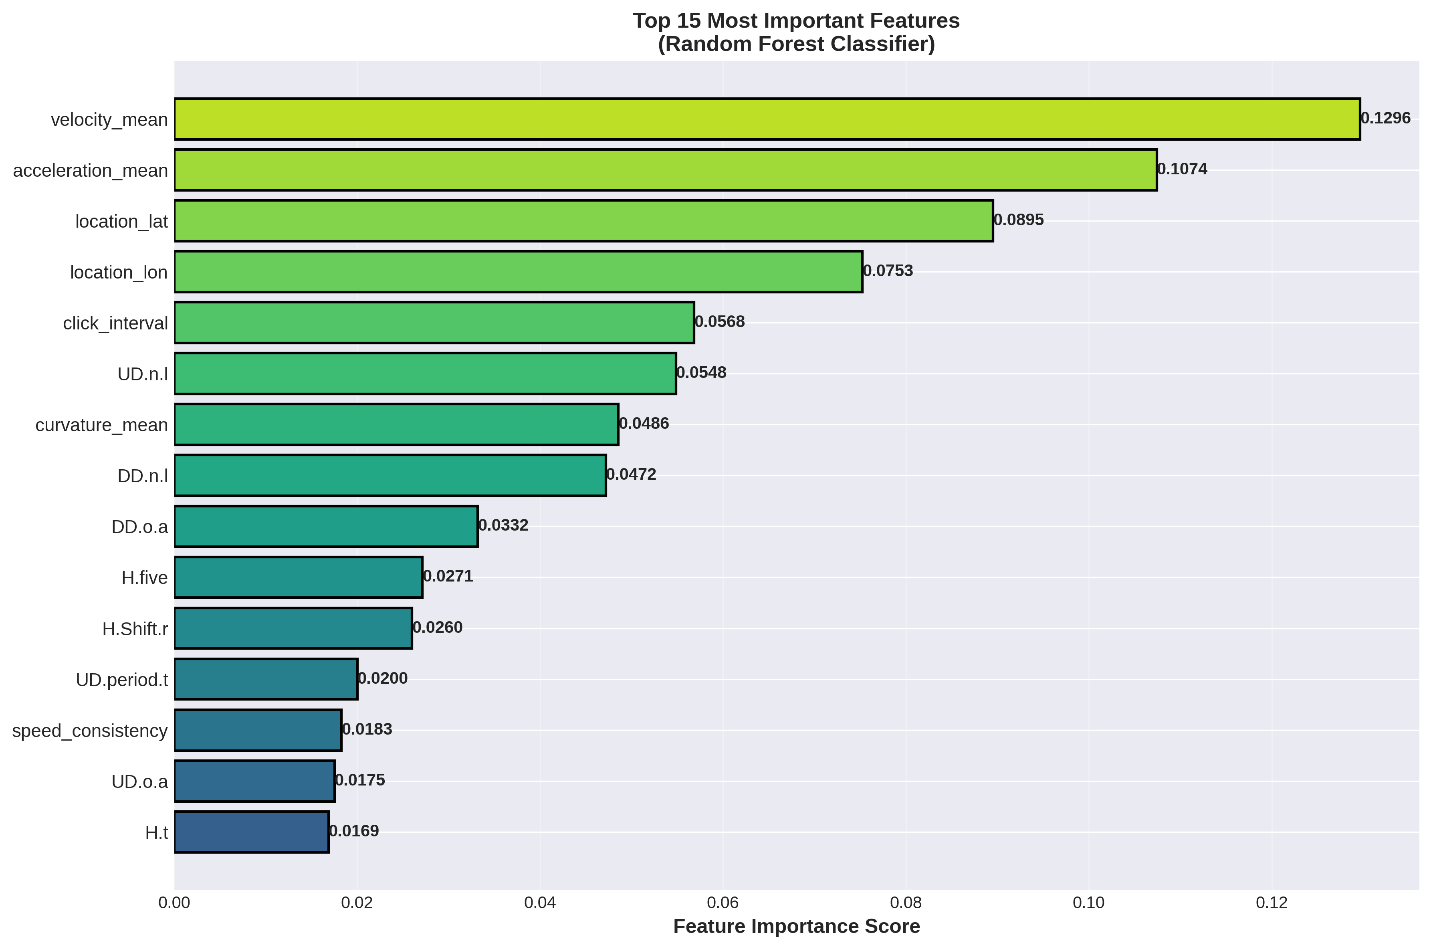 Top 15 Most Important Features
(Random Forest Classifier)
velocity_mean 0.1296
acceleration_mean 0.1074
location_lat 0.0895
location_lon 0.0753
click_interval 0.0568
UD.n.l 0.0548
curvature_mean 0.0486
DD.n.l 0.0472
DD.o.a 0.0332
H.five 0.0271
H.Shift.r 0.0260
UD.period.t 0.0200
speed_consistency 0.0183
UD.o.a 0.0175
H.t 0.0169
0.00 0.02 0.04 0.06 0.08 0.10 0.12
Feature Importance Score